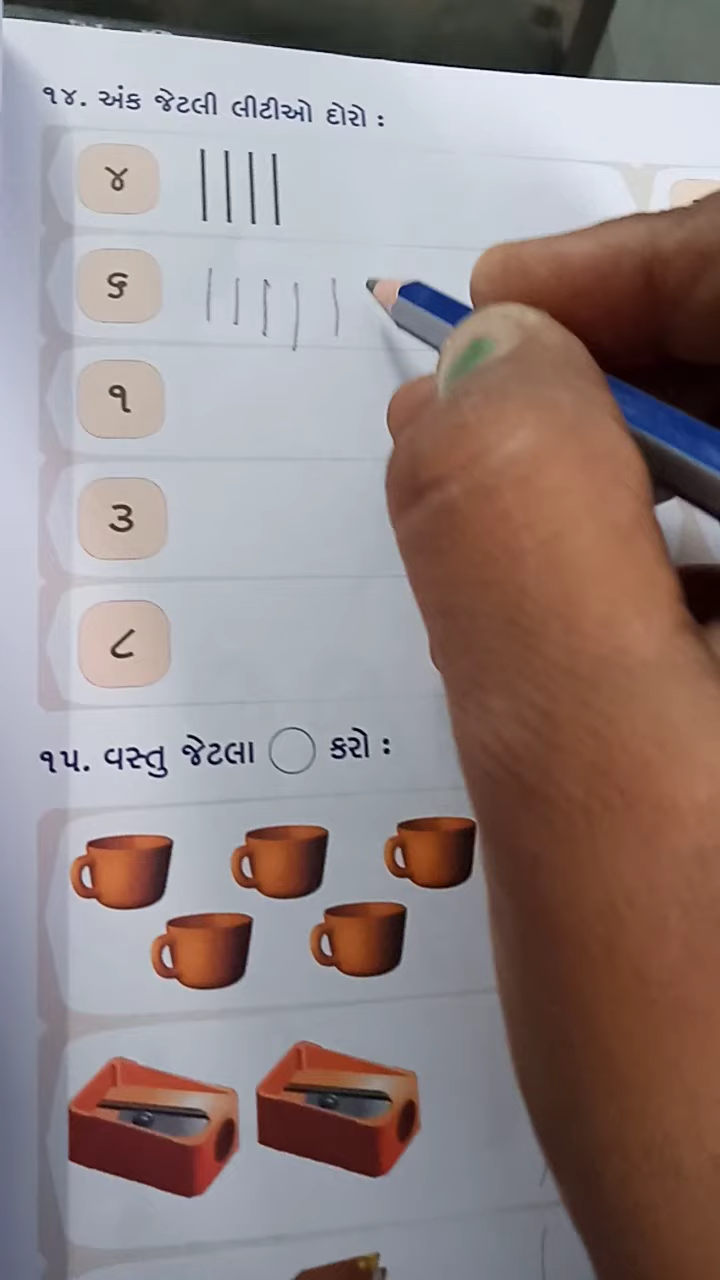 ૧૪. અંક જેટલી લીટીઓ દોરો :
૪
૬
૧
૩
૮
૧૫. વસ્તુ જેટલા ◯ કરો :